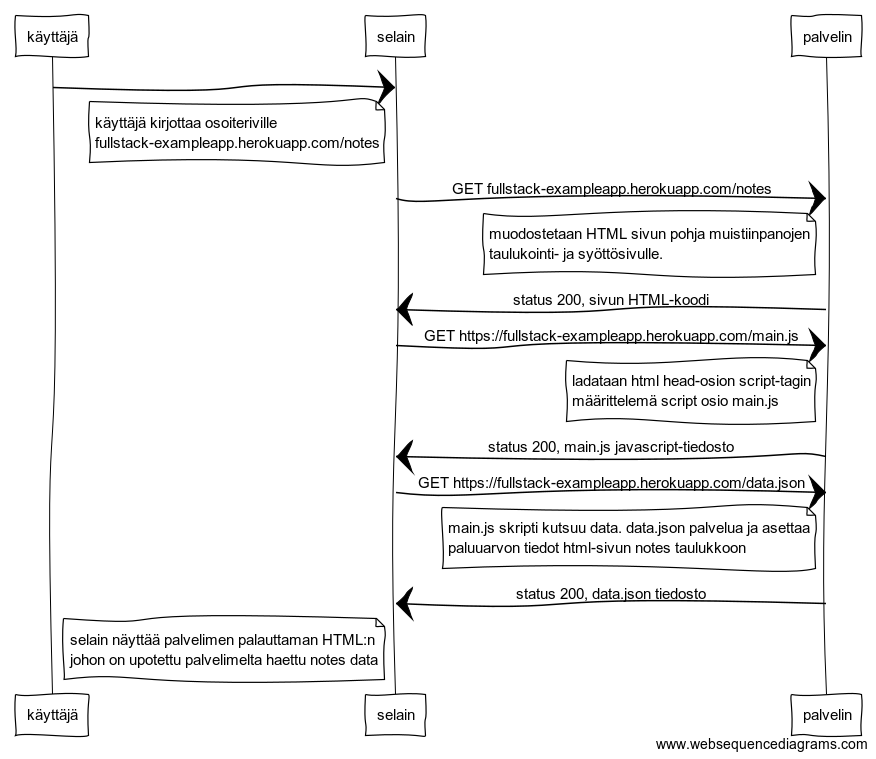 käyttäjä
selain
palvelin
käyttäjä kirjottaa osoiteriville
fullstack-exampleapp.herokuapp.com/notes
GET fullstack-exampleapp.herokuapp.com/notes
muodostetaan HTML sivun pohja muistiinpanojen
taulukointi- ja syöttösivulle.
status 200, sivun HTML-koodi
GET https://fullstack-exampleapp.herokuapp.com/main.js
ladataan html head-osion script-tagin
määrittelemä script osio main.js
status 200, main.js javascript-tiedosto
GET https://fullstack-exampleapp.herokuapp.com/data.json
main.js skripti kutsuu data. data.json palvelua ja asettaa
paluuarvon tiedot html-sivun notes taulukkoon
status 200, data.json tiedosto
selain näyttää palvelimen palauttaman HTML:n
johon on upotettu palvelimelta haettu notes data
käyttäjä
selain
palvelin
www.websequencediagrams.com